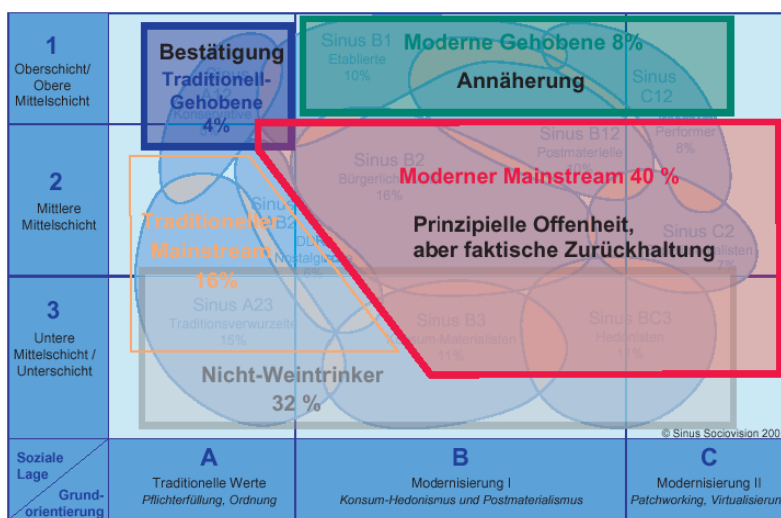 1
Oberschicht/
Obere
Mittelschicht
2
Mittlere
Mittelschicht
3
Untere
Mittelschicht /
Unterschicht
Soziale
Lage
Grund-
orientierung
Bestätigung
Traditionell-
Gehobene
4%
A12
Sinus B1
Etablierte
10%
Moderne Gehobene 8%
Annäherung
Sinus
C12
Performer
8%
Sinus B12
Postmaterielle
Sinus B2
16%
Moderner Mainstream 40 %
Prinzipielle Offenheit,
aber faktische Zurückhaltung
Sinus C2
7%
Traditioneller
Mainstream
16%
Sinus A23
Traditionsverwurzelte
15%
Sinus B3
11%
Sinus BC3
Hedonisten
Nicht-Weintrinker
32 %
© Sinus Sociovision 200
A
Traditionelle Werte
Pflichterfüllung, Ordnung
B
Modernisierung I
Konsum-Hedonismus und Postmaterialismus
C
Modernisierung II
Patchworking, Virtualisierun